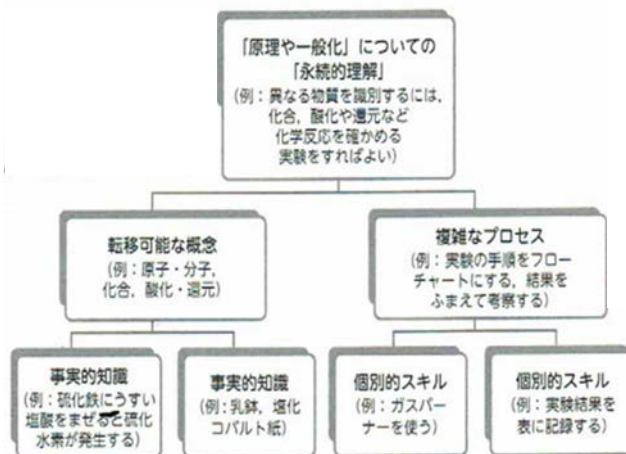 「原理や一般化」についての
「永続的理解」
(例:異なる物質を識別するには,
化合,酸化や還元など
化学反応を確かめる
実験をすればよい)
転移可能な概念
(例:原子・分子,
化合,酸化・還元)
複雑なプロセス
(例:実験の手順をフロー
チャートにする,結果を
ふまえて考察する)
事実的知識
(例:硫化鉄にうすい
塩酸をまぜると硫化
水素が発生する)
事実的知識
(例:乳鉢,塩化
コバルト紙)
個別的スキル
(例:ガスバー
ナーを使う)
個別的スキル
(例:実験結果を
表に記録する)